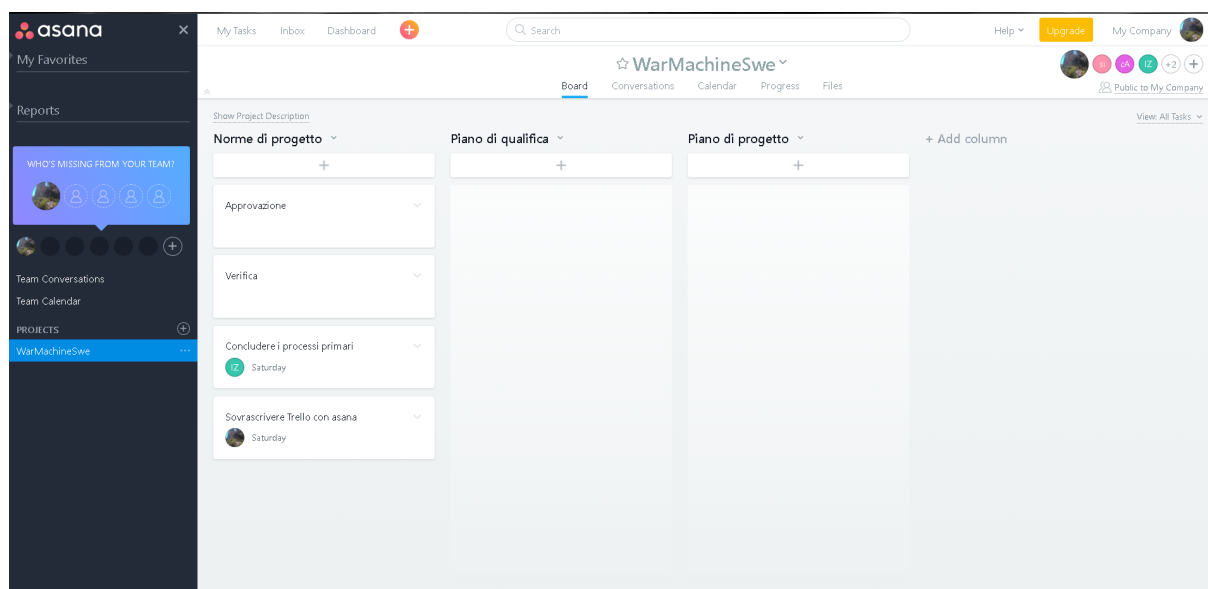 asana
My Favorites
Reports
WHO'S MISSING FROM YOUR TEAM?
Team Conversations
Team Calendar
PROJECTS
WarMachineSwe
My Tasks Inbox Dashboard
Search
Help Upgrade My Company
WarMachineSwe
si cA IZ +2
Board Conversations Calendar Progress Files
Public to My Company
Show Project Description
View: All Tasks
Norme di progetto
Piano di qualifica
Piano di progetto
+ Add column
Approvazione
Verifica
Concludere i processi primari
IZ Saturday
Sovrascrivere Trello con asana
Saturday